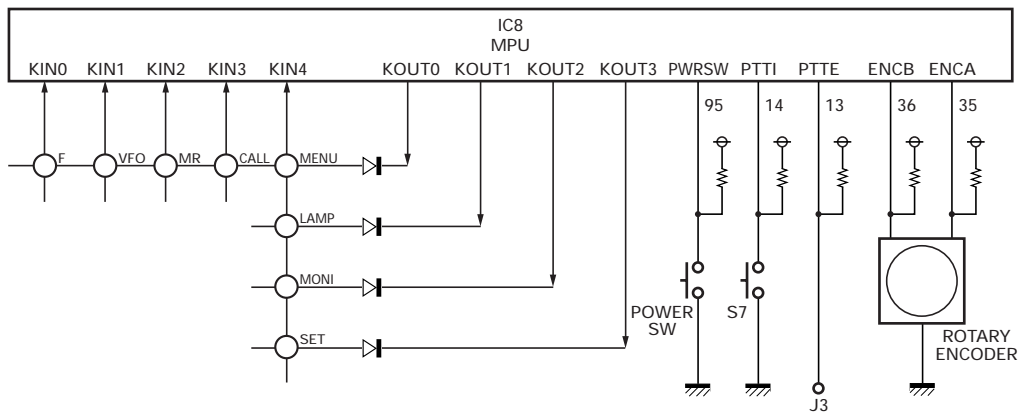 IC8
MPU
KIN0 KIN1 KIN2 KIN3 KIN4 KOUT0 KOUT1 KOUT2 KOUT3 PWRSW PTTI PTTE ENCB ENCA
95 14 13 36 35
F VFO MR CALL MENU
LAMP
MONI
SET
POWER
SW
S7
ROTARY
ENCODER
J3